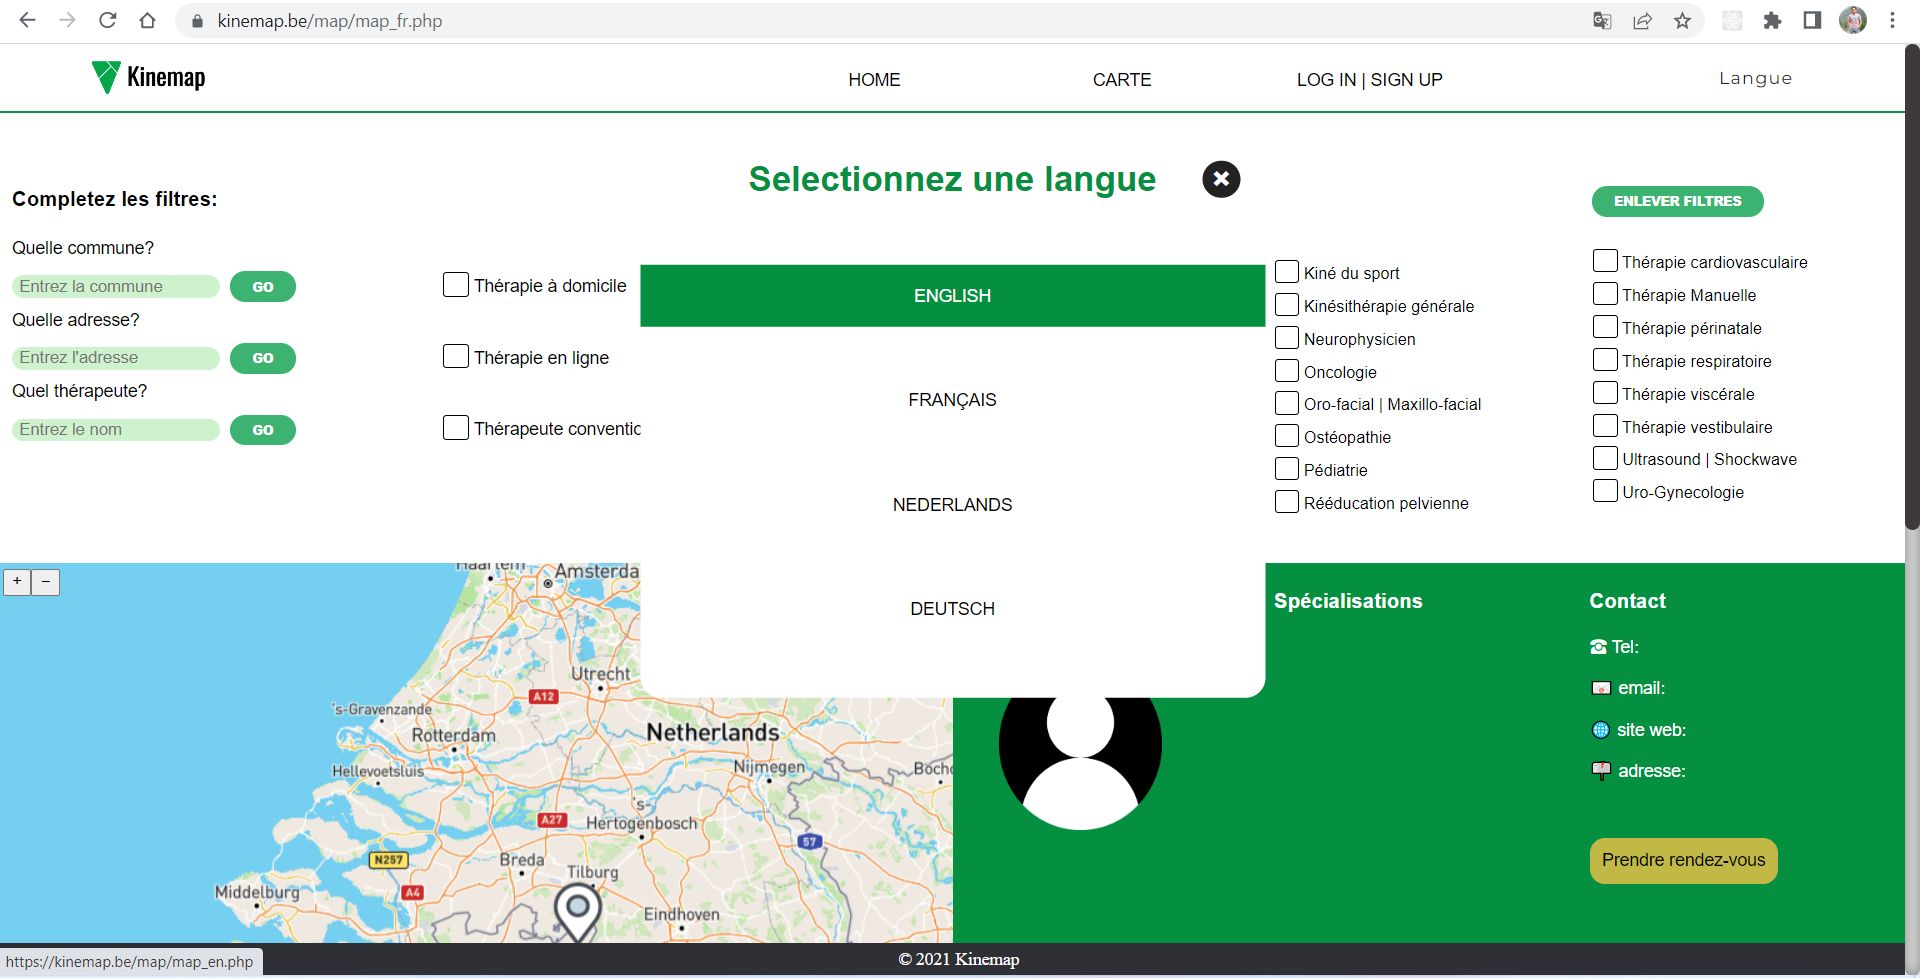 kinemap.be/map/map_fr.php
Kinemap
HOME
CARTE
LOG IN | SIGN UP
Langue
Selectionnez une langue
Completez les filtres:
ENLEVER FILTRES
Quelle commune?
Entrez la commune
GO
Quelle adresse?
Entrez l'adresse
GO
Quel thérapeute?
Entrez le nom
GO
Thérapie à domicile
Thérapie en ligne
Thérapeute conventic
ENGLISH
FRANÇAIS
NEDERLANDS
DEUTSCH
Kiné du sport
Kinésithérapie générale
Neurophysicien
Oncologie
Oro-facial | Maxillo-facial
Ostéopathie
Pédiatrie
Rééducation pelvienne
Thérapie cardiovasculaire
Thérapie Manuelle
Thérapie périnatale
Thérapie respiratoire
Thérapie viscérale
Thérapie vestibulaire
Ultrasound | Shockwave
Uro-Gynecologie
+
−
Haarlem
Amsterda
Utrecht
A12
's-Gravenzande
Rotterdam
Netherlands
Hellevoetsluis
Nijmegen
Boch
's-
Hertogenbosch
A27
57
N257
Breda
Tilburg
Middelburg
A4
Eindhoven
Spécialisations
Contact
Tel:
email:
site web:
adresse:
Prendre rendez-vous
© 2021 Kinemap
https://kinemap.be/map/map_en.php